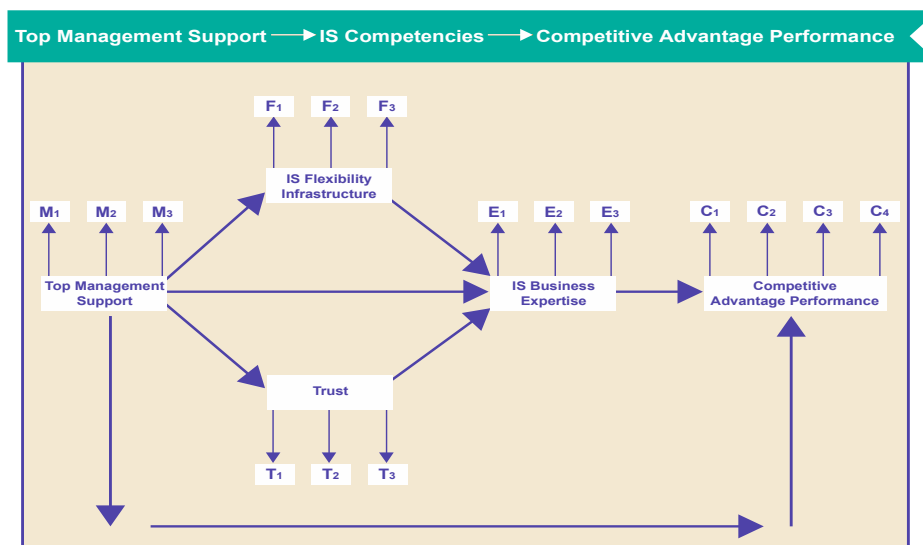 Top Management Support → IS Competencies → Competitive Advantage Performance
F1 F2 F3
IS Flexibility
Infrastructure
M1 M2 M3
E1 E2 E3
C1 C2 C3 C4
Top Management
Support
IS Business
Expertise
Competitive
Advantage Performance
Trust
T1 T2 T3